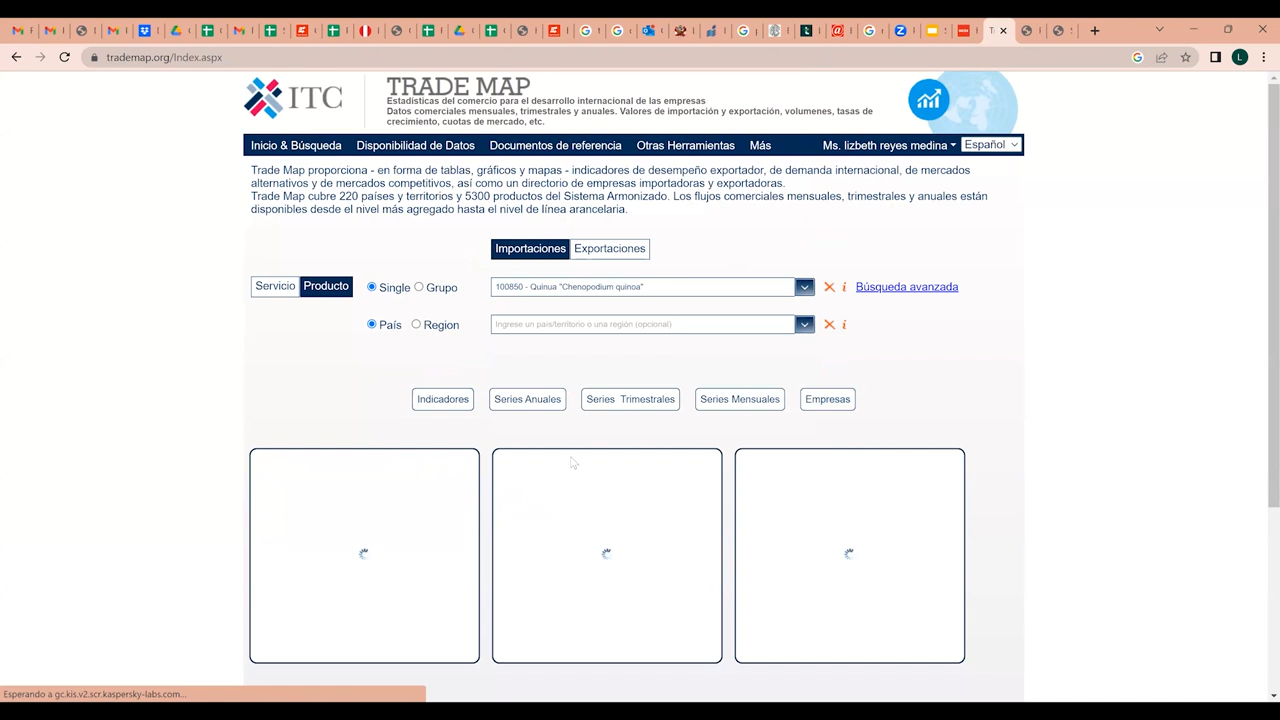 trademap.org/Index.aspx
ITC
TRADE MAP
Estadísticas del comercio para el desarrollo internacional de las empresas
Datos comerciales mensuales, trimestrales y anuales. Valores de importación y exportación, volumenes, tasas de
crecimiento, cuotas de mercado, etc.
Inicio & Búsqueda Disponibilidad de Datos Documentos de referencia Otras Herramientas Más Ms. lizbeth reyes medina Español
Trade Map proporciona - en forma de tablas, gráficos y mapas - indicadores de desempeño exportador, de demanda internacional, de mercados
alternativos y de mercados competitivos, así como un directorio de empresas importadoras y exportadoras.
Trade Map cubre 220 países y territorios y 5300 productos del Sistema Armonizado. Los flujos comerciales mensuales, trimestrales y anuales están
disponibles desde el nivel más agregado hasta el nivel de línea arancelaria.
Importaciones Exportaciones
Servicio Producto Single Grupo 100850 - Quinua "Chenopodium quinoa" Búsqueda avanzada
País Region Ingrese un país/territorio o una región (opcional)
Indicadores Series Anuales Series Trimestrales Series Mensuales Empresas
Esperando a gc.kis.v2.scr.kaspersky-labs.com...